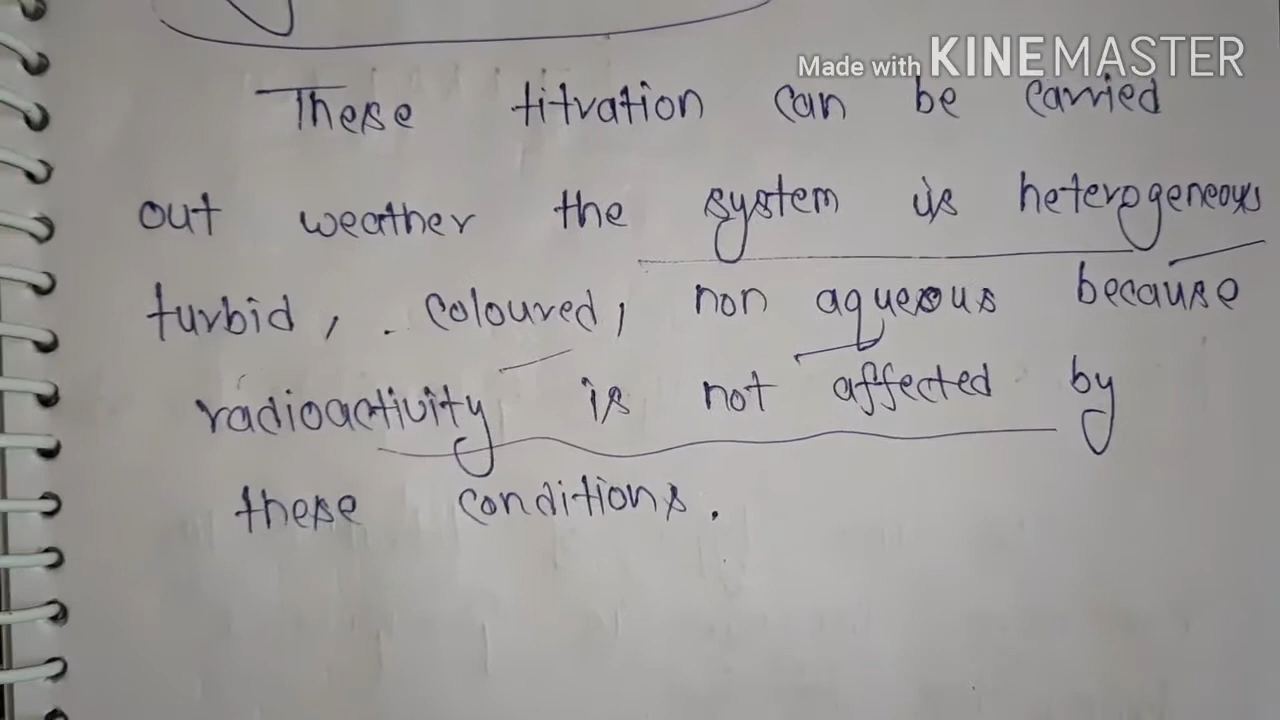 Made with KINEMASTER
These titration can be carried
out weather the system is heterogeneous
turbid, . coloured, non aqueous because
radioactivity is not affected by
these conditions.